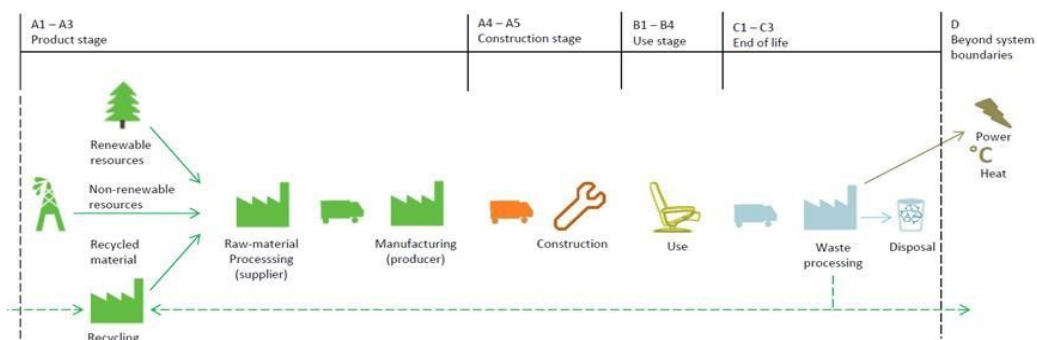 A1 – A3
Product stage
A4 – A5
Construction stage
B1 – B4
Use stage
C1 – C3
End of life
D
Beyond system
boundaries
Renewable
resources
Non-renewable
resources
Recycled
material
Raw-material
Processsing
(supplier)
Manufacturing
(producer)
Construction
Use
Waste
processing
Disposal
Power
°C
Heat
Recycling